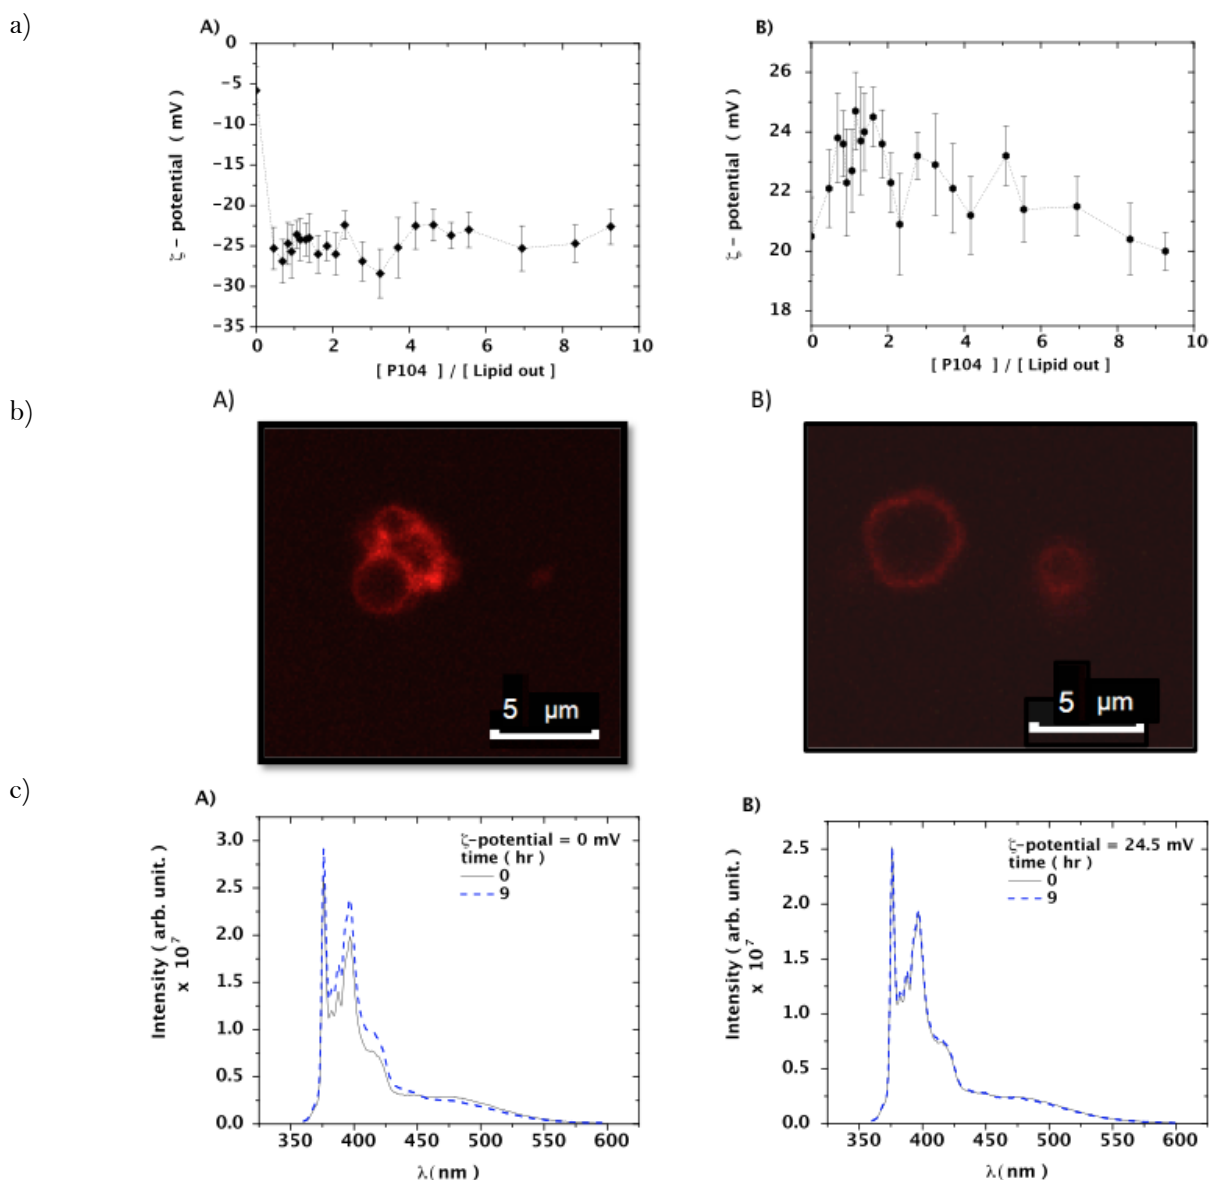 a)
A)
ζ - potential ( mV )
0
-5
-10
-15
-20
-25
-30
-35
0 2 4 6 8 10
[ P104 ] / [ Lipid out ]
B)
ζ - potential ( mV )
26
24
22
20
18
0 2 4 6 8 10
[ P104 ] / [ Lipid out ]
b)
A)
5 μm
B)
5 μm
c)
A)
Intensity ( arb. unit. )
x 10^7
ζ-potential = 0 mV
time ( hr )
0
9
3.0
2.5
2.0
1.5
1.0
0.5
0.0
350 400 450 500 550 600
λ( nm )
B)
Intensity ( arb. unit. )
x 10^7
ζ-potential = 24.5 mV
time ( hr )
0
9
2.5
2.0
1.5
1.0
0.5
0.0
350 400 450 500 550 600
λ( nm )